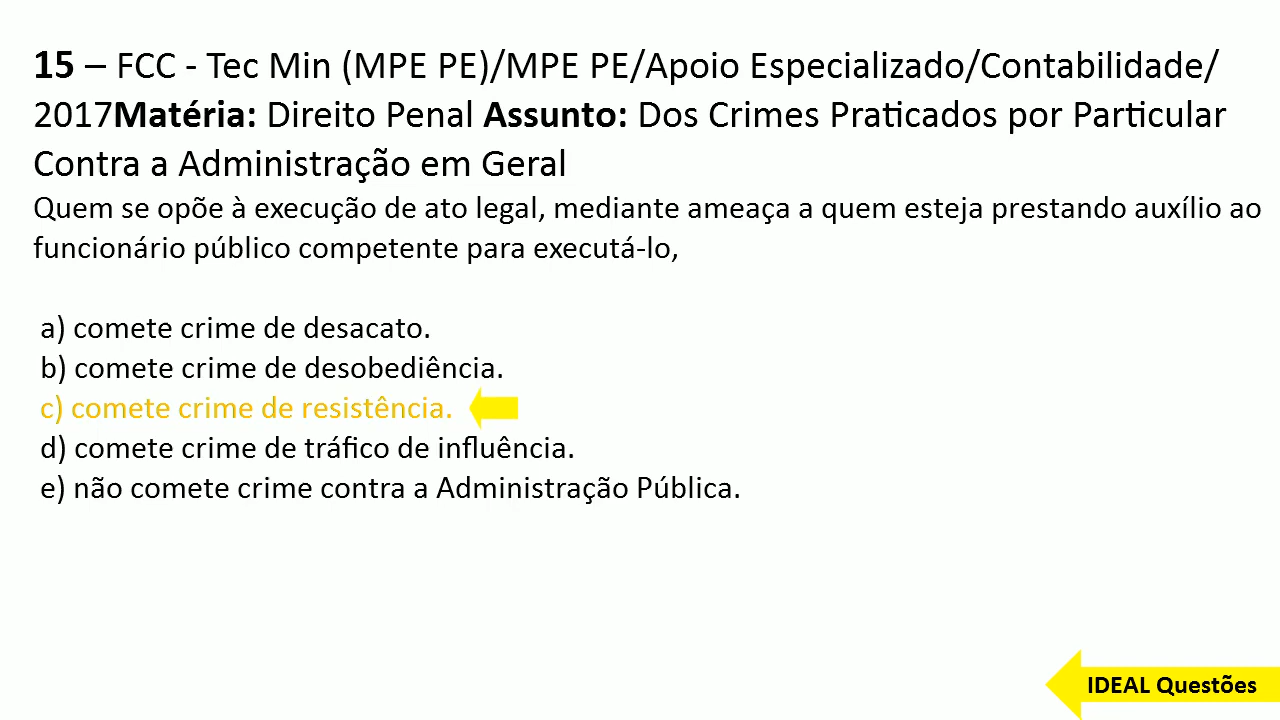 15 – FCC - Tec Min (MPE PE)/MPE PE/Apoio Especializado/Contabilidade/
2017Matéria: Direito Penal Assunto: Dos Crimes Praticados por Particular
Contra a Administração em Geral
Quem se opõe à execução de ato legal, mediante ameaça a quem esteja prestando auxílio ao
funcionário público competente para executá-lo,
a) comete crime de desacato.
b) comete crime de desobediência.
c) comete crime de resistência.
d) comete crime de tráfico de influência.
e) não comete crime contra a Administração Pública.
IDEAL Questões